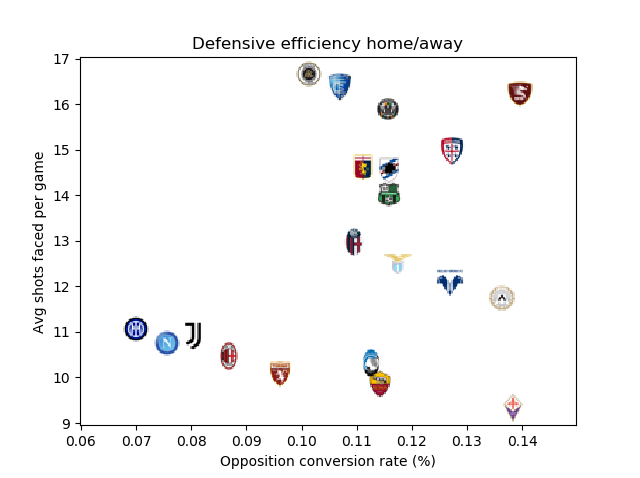 Defensive efficiency home/away
17
16
15
14
13
12
11
10
9
Avg shots faced per game
0.06 0.07 0.08 0.09 0.10 0.11 0.12 0.13 0.14
Opposition conversion rate (%)